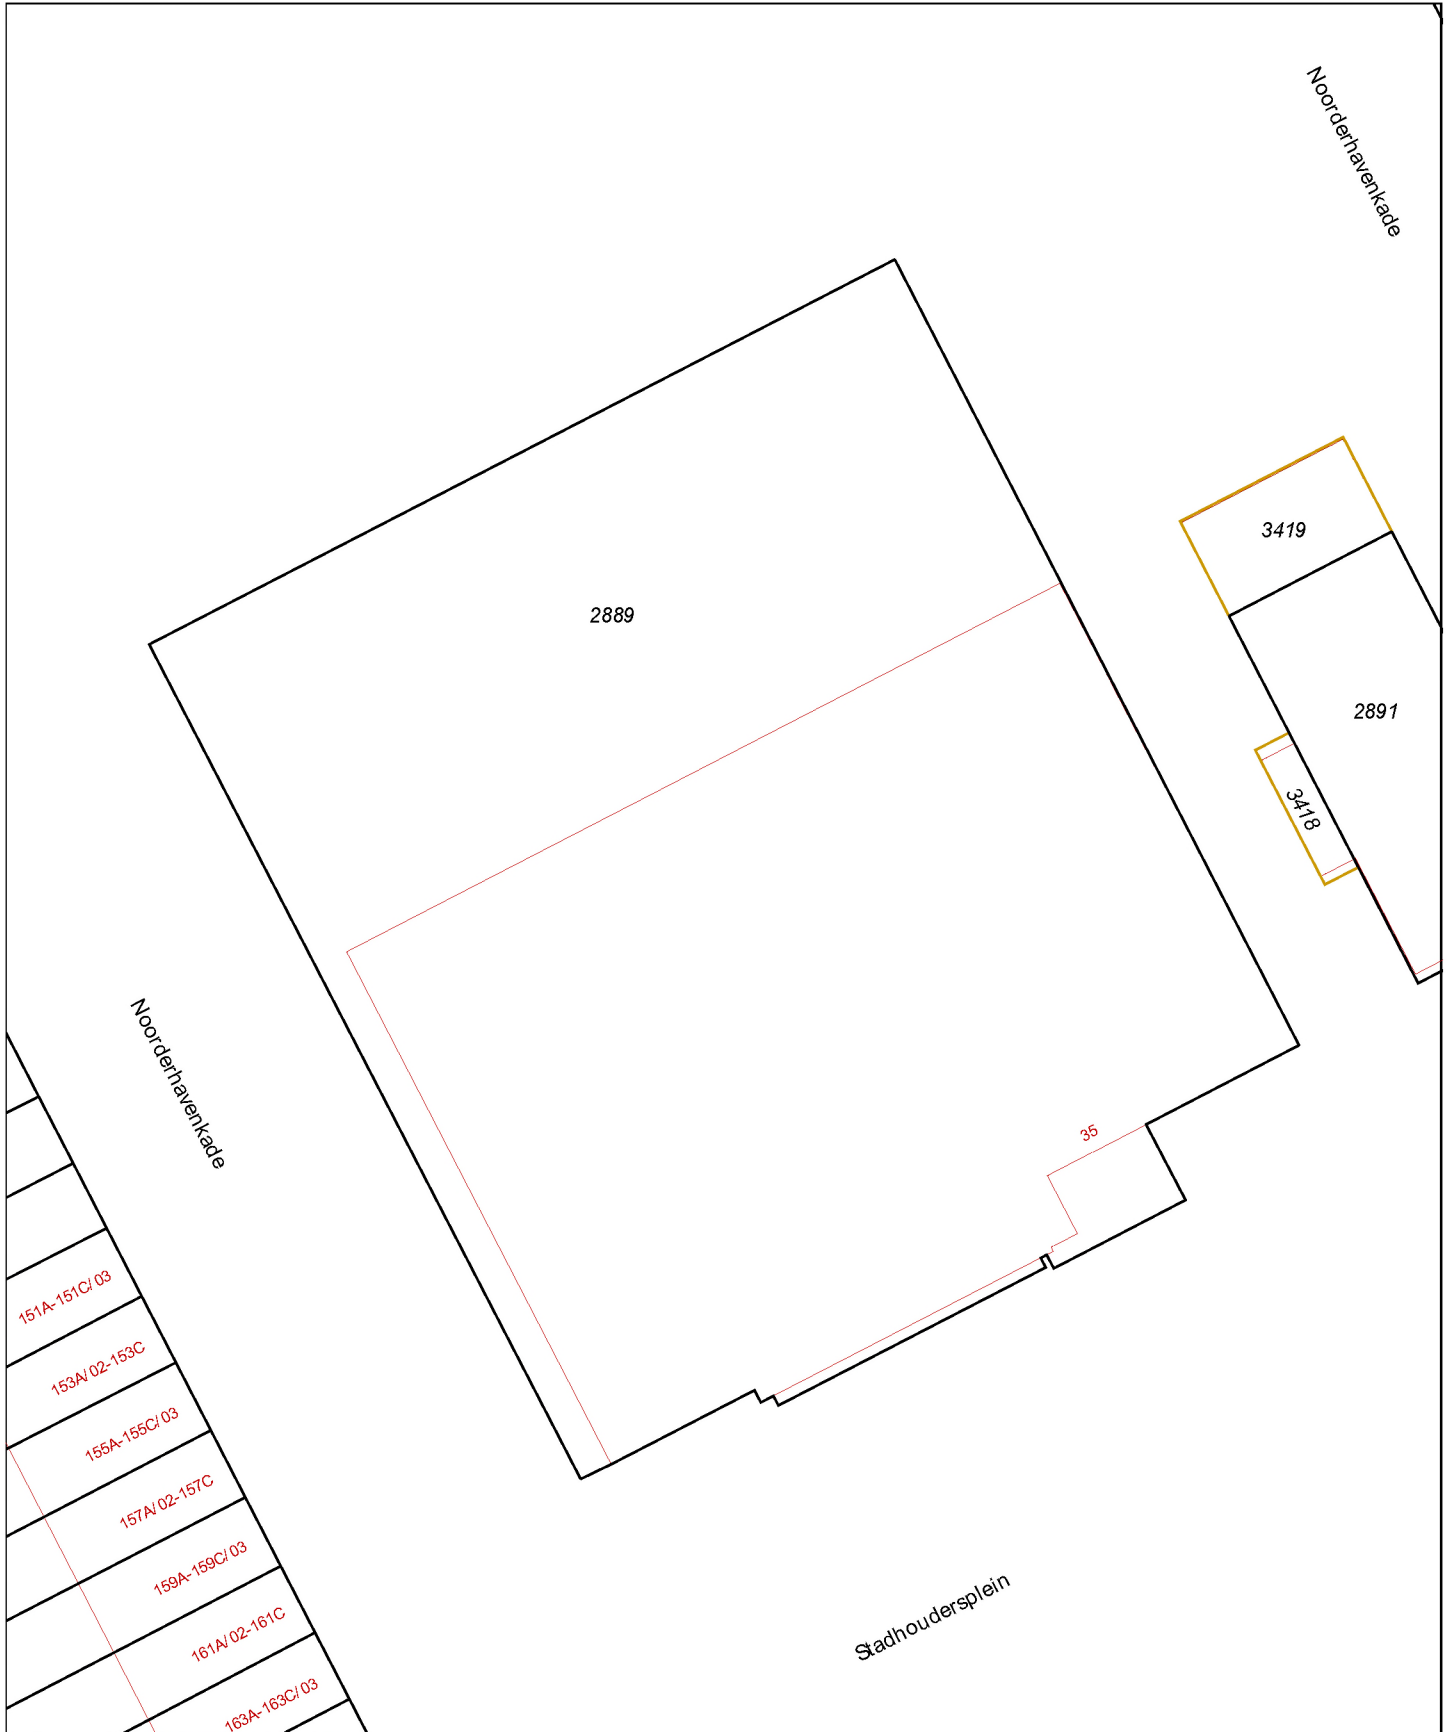 Noorderhavenkade
3419
2889
2891
3418
Noorderhavenkade
35
151A-151C/03
153A/02-153C
155A-155C/03
157A/02-157C
159A-159C/03
Stadhoudersplein
161A/02-161C
163A-163C/03